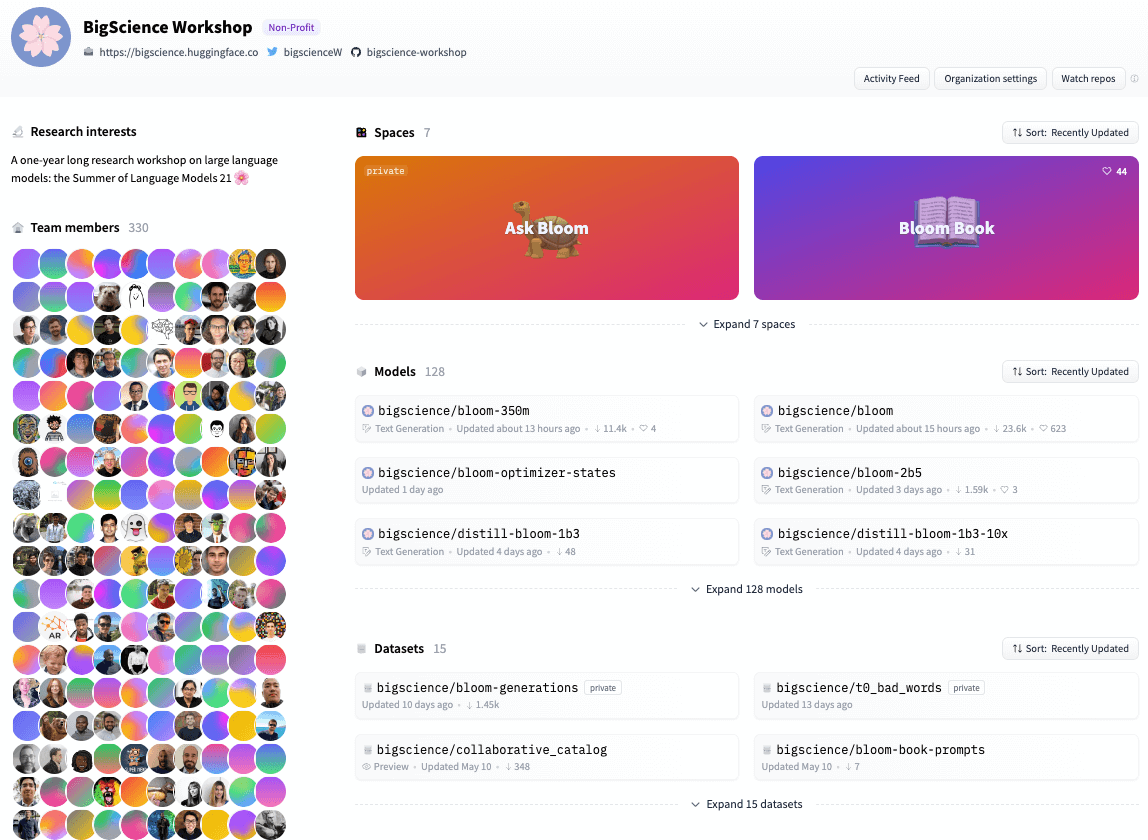 BigScience Workshop Non-Profit
https://bigscience.huggingface.co bigscienceW bigscience-workshop
Activity Feed Organization settings Watch repos
Research interests
A one-year long research workshop on large language
models: the Summer of Language Models 21 🌸
Team members 330
AR
Spaces 7 Sort: Recently Updated
private
Ask Bloom
44
Bloom Book
Expand 7 spaces
Models 128 Sort: Recently Updated
bigscience/bloom-350m
Text Generation • Updated about 13 hours ago • ↓ 11.4k • ♡ 4
bigscience/bloom
Text Generation • Updated about 15 hours ago • ↓ 23.6k • ♡ 623
bigscience/bloom-optimizer-states
Updated 1 day ago
bigscience/bloom-2b5
Text Generation • Updated 3 days ago • ↓ 1.59k • ♡ 3
bigscience/distill-bloom-1b3
Text Generation • Updated 4 days ago • ↓ 48
bigscience/distill-bloom-1b3-10x
Text Generation • Updated 4 days ago • ↓ 31
Expand 128 models
Datasets 15 Sort: Recently Updated
bigscience/bloom-generations private
Updated 10 days ago • ↓ 1.45k
bigscience/t0_bad_words private
Updated 13 days ago
bigscience/collaborative_catalog
Preview • Updated May 10 • ↓ 348
bigscience/bloom-book-prompts
Updated May 10 • ↓ 7
Expand 15 datasets